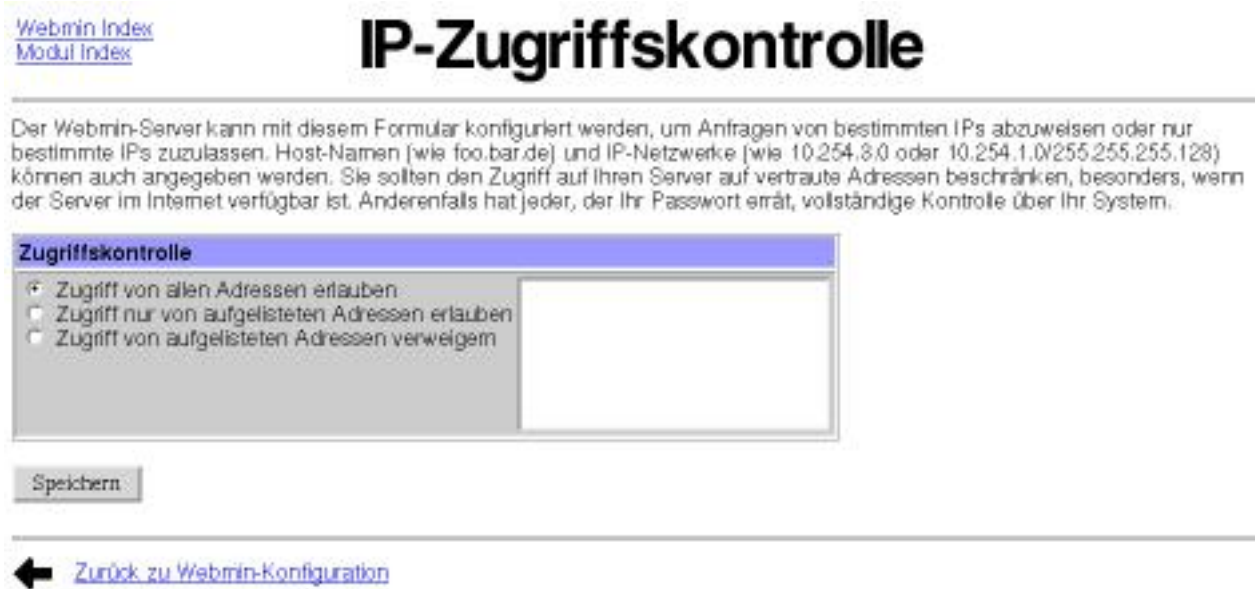 Webmin Index
Modul Index
IP-Zugriffskontrolle
Der Webmin-Server kann mit diesem Formular konfiguriert werden, um Anfragen von bestimmten IPs abzuweisen oder nur
bestimmte IPs zuzulassen. Host-Namen (wie foo.bar.de) und IP-Netzwerke (wie 10.254.3.0 oder 10.254.1.0/255.255.255.128)
können auch angegeben werden. Sie sollten den Zugriff auf Ihren Server auf vertraute Adressen beschränken, besonders, wenn
der Server im Internet verfügbar ist. Anderenfalls hat jeder, der Ihr Passwort errät, vollständige Kontrolle über Ihr System.
Zugriffskontrolle
Zugriff von allen Adressen erlauben
Zugriff nur von aufgelisteten Adressen erlauben
Zugriff von aufgelisteten Adressen verweigern
Speichern
Zurück zu Webmin-Konfiguration